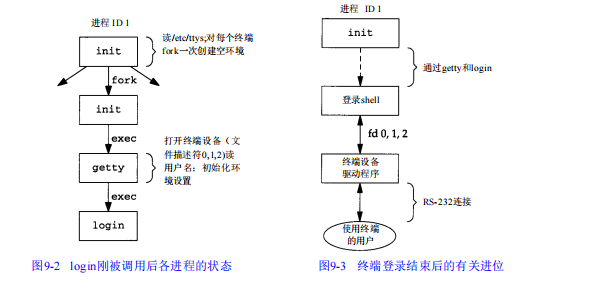 进程 ID 1
init
读/etc/ttys;对每个终端
fork一次创建空环境
fork
init
exec
getty
打开终端设备（文
件描述符0,1,2)读
用户名；初始化环
境设置
exec
login
图9-2 login刚被调用后各进程的状态
进程 ID 1
init
通过getty和login
登录shell
fd 0, 1, 2
终端设备
驱动程序
RS-232连接
使用终端
的用户
图9-3 终端登录结束后的有关进位